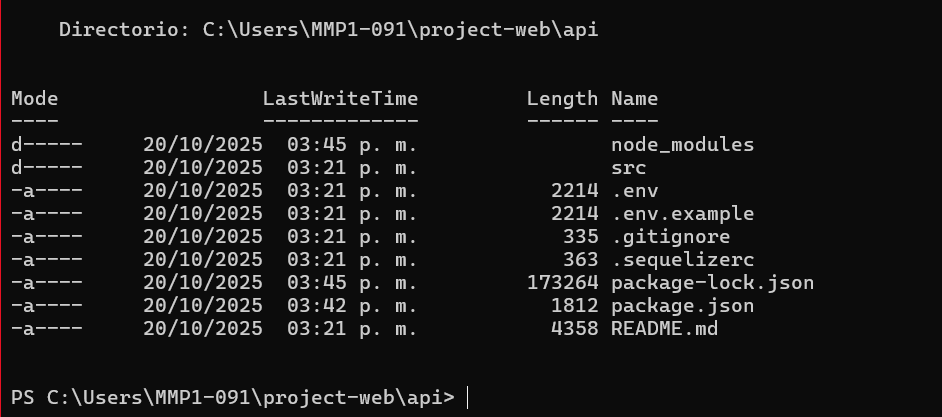 Directorio: C:\Users\MMP1-091\project-web\api
Mode                 LastWriteTime         Length Name
----                 -------------         ------ ----
d-----     20/10/2025  03:45 p. m.                node_modules
d-----     20/10/2025  03:21 p. m.                src
-a----     20/10/2025  03:21 p. m.           2214 .env
-a----     20/10/2025  03:21 p. m.           2214 .env.example
-a----     20/10/2025  03:21 p. m.            335 .gitignore
-a----     20/10/2025  03:21 p. m.            363 .sequelizerc
-a----     20/10/2025  03:45 p. m.         173264 package-lock.json
-a----     20/10/2025  03:42 p. m.           1812 package.json
-a----     20/10/2025  03:21 p. m.           4358 README.md
PS C:\Users\MMP1-091\project-web\api>